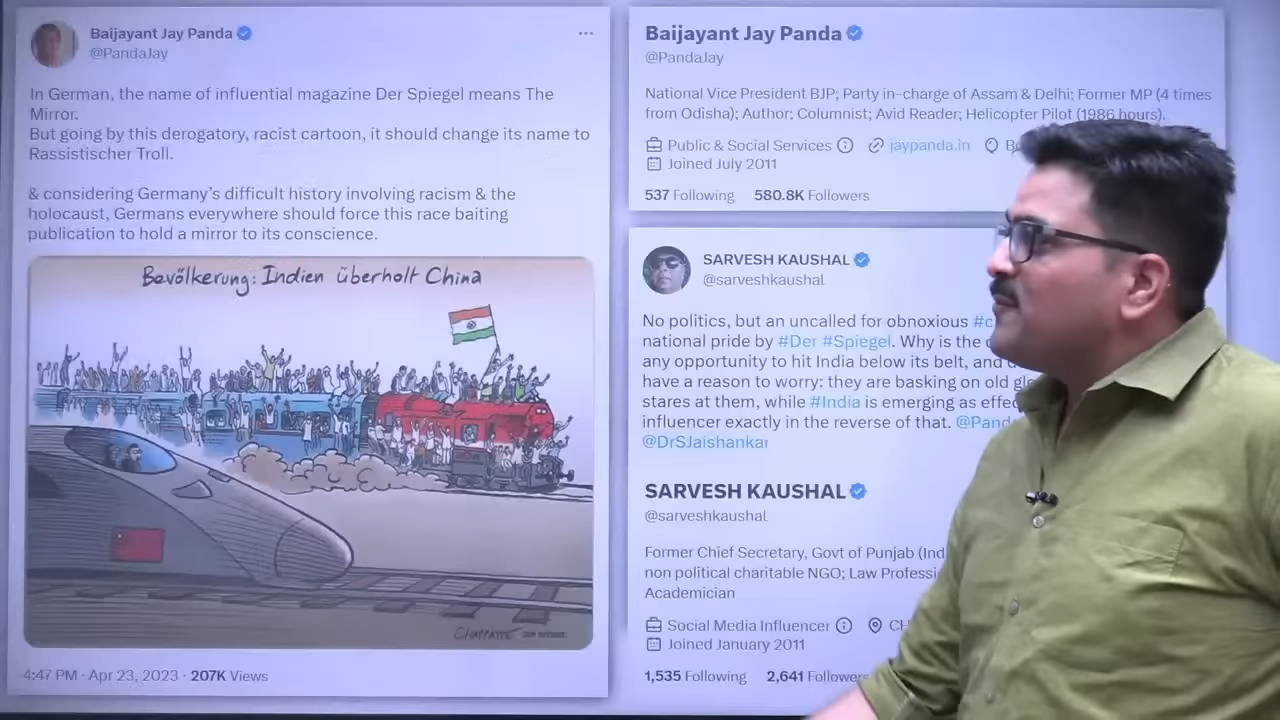 Baijayant Jay Panda
@PandaJay
In German, the name of influential magazine Der Spiegel means The
Mirror.
But going by this derogatory, racist cartoon, it should change its name to
Rassistischer Troll.
& considering Germany's difficult history involving racism & the
holocaust, Germans everywhere should force this race baiting
publication to hold a mirror to its conscience.
Bevölkerung: Indien überholt China
CHAPPATTE
4:47 PM · Apr 23, 2023 · 207K Views
Baijayant Jay Panda
@PandaJay
National Vice President BJP; Party in-charge of Assam & Delhi; Former MP (4 times
from Odisha); Author; Columnist; Avid Reader; Helicopter Pilot (1986 hours).
Public & Social Services jaypanda.in
Joined July 2011
537 Following 580.8K Followers
SARVESH KAUSHAL
@sarveshkaushal
No politics, but an uncalled for obnoxious #c
national pride by #Der #Spiegel. Why is the
any opportunity to hit India below its belt, and
have a reason to worry: they are basking on old
stares at them, while #India is emerging as
influencer exactly in the reverse of that. @Pand
@DrSJaishankar
SARVESH KAUSHAL
@sarveshkaushal
Former Chief Secretary, Govt of Punjab (Ind
non political charitable NGO; Law
Academician
Social Media Influencer CH
Joined January 2011
1,535 Following 2,641 Followers